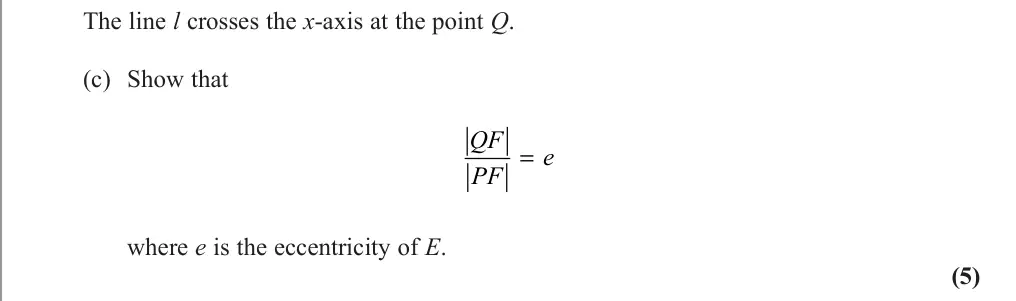 The line l crosses the x-axis at the point Q.
(c) Show that
|QF|
|PF|
= e
where e is the eccentricity of E.
(5)